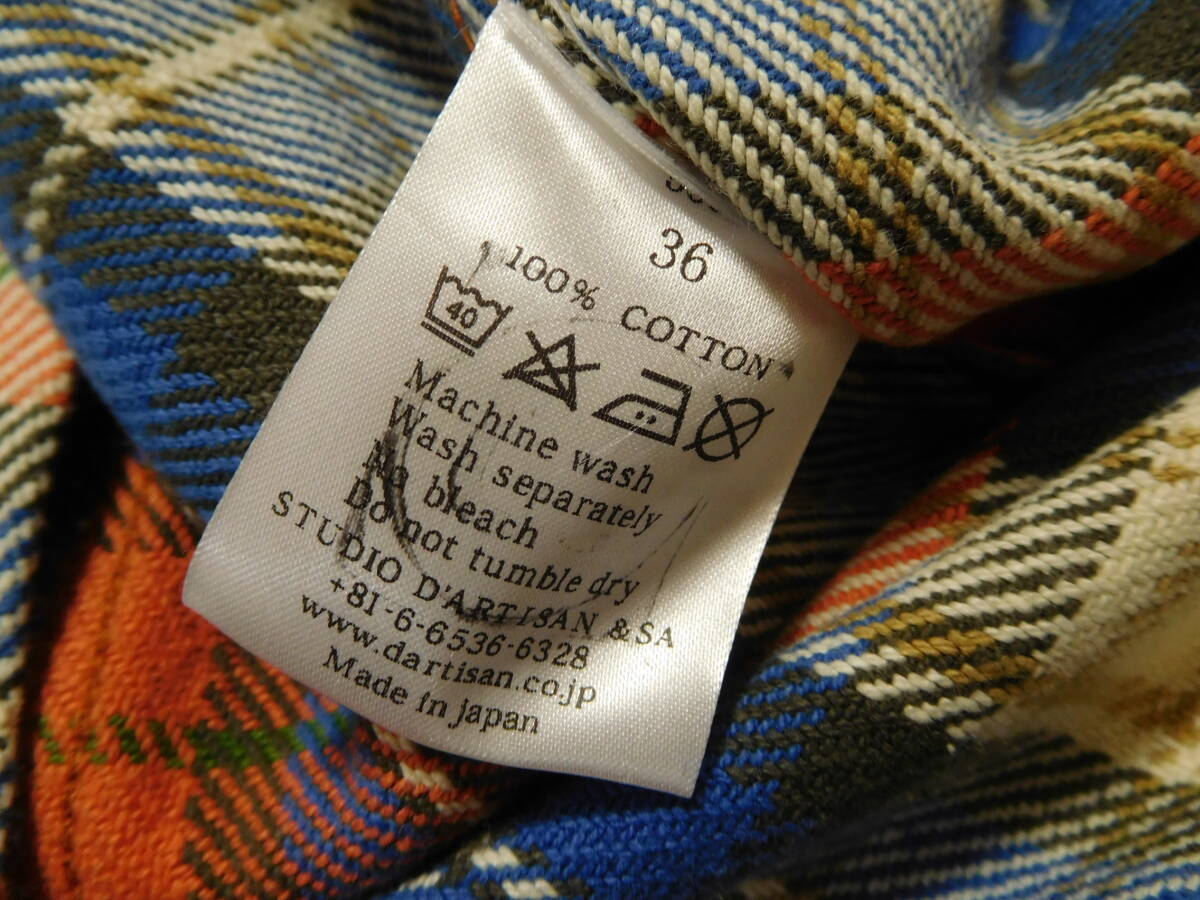 36
100% COTTON
40
Machine wash
Wash separately
No bleach
Do not tumble dry
STUDIO D'ARTISAN & SA
+81-6-6536-6328
www.dartisan.co.jp
Made in japan